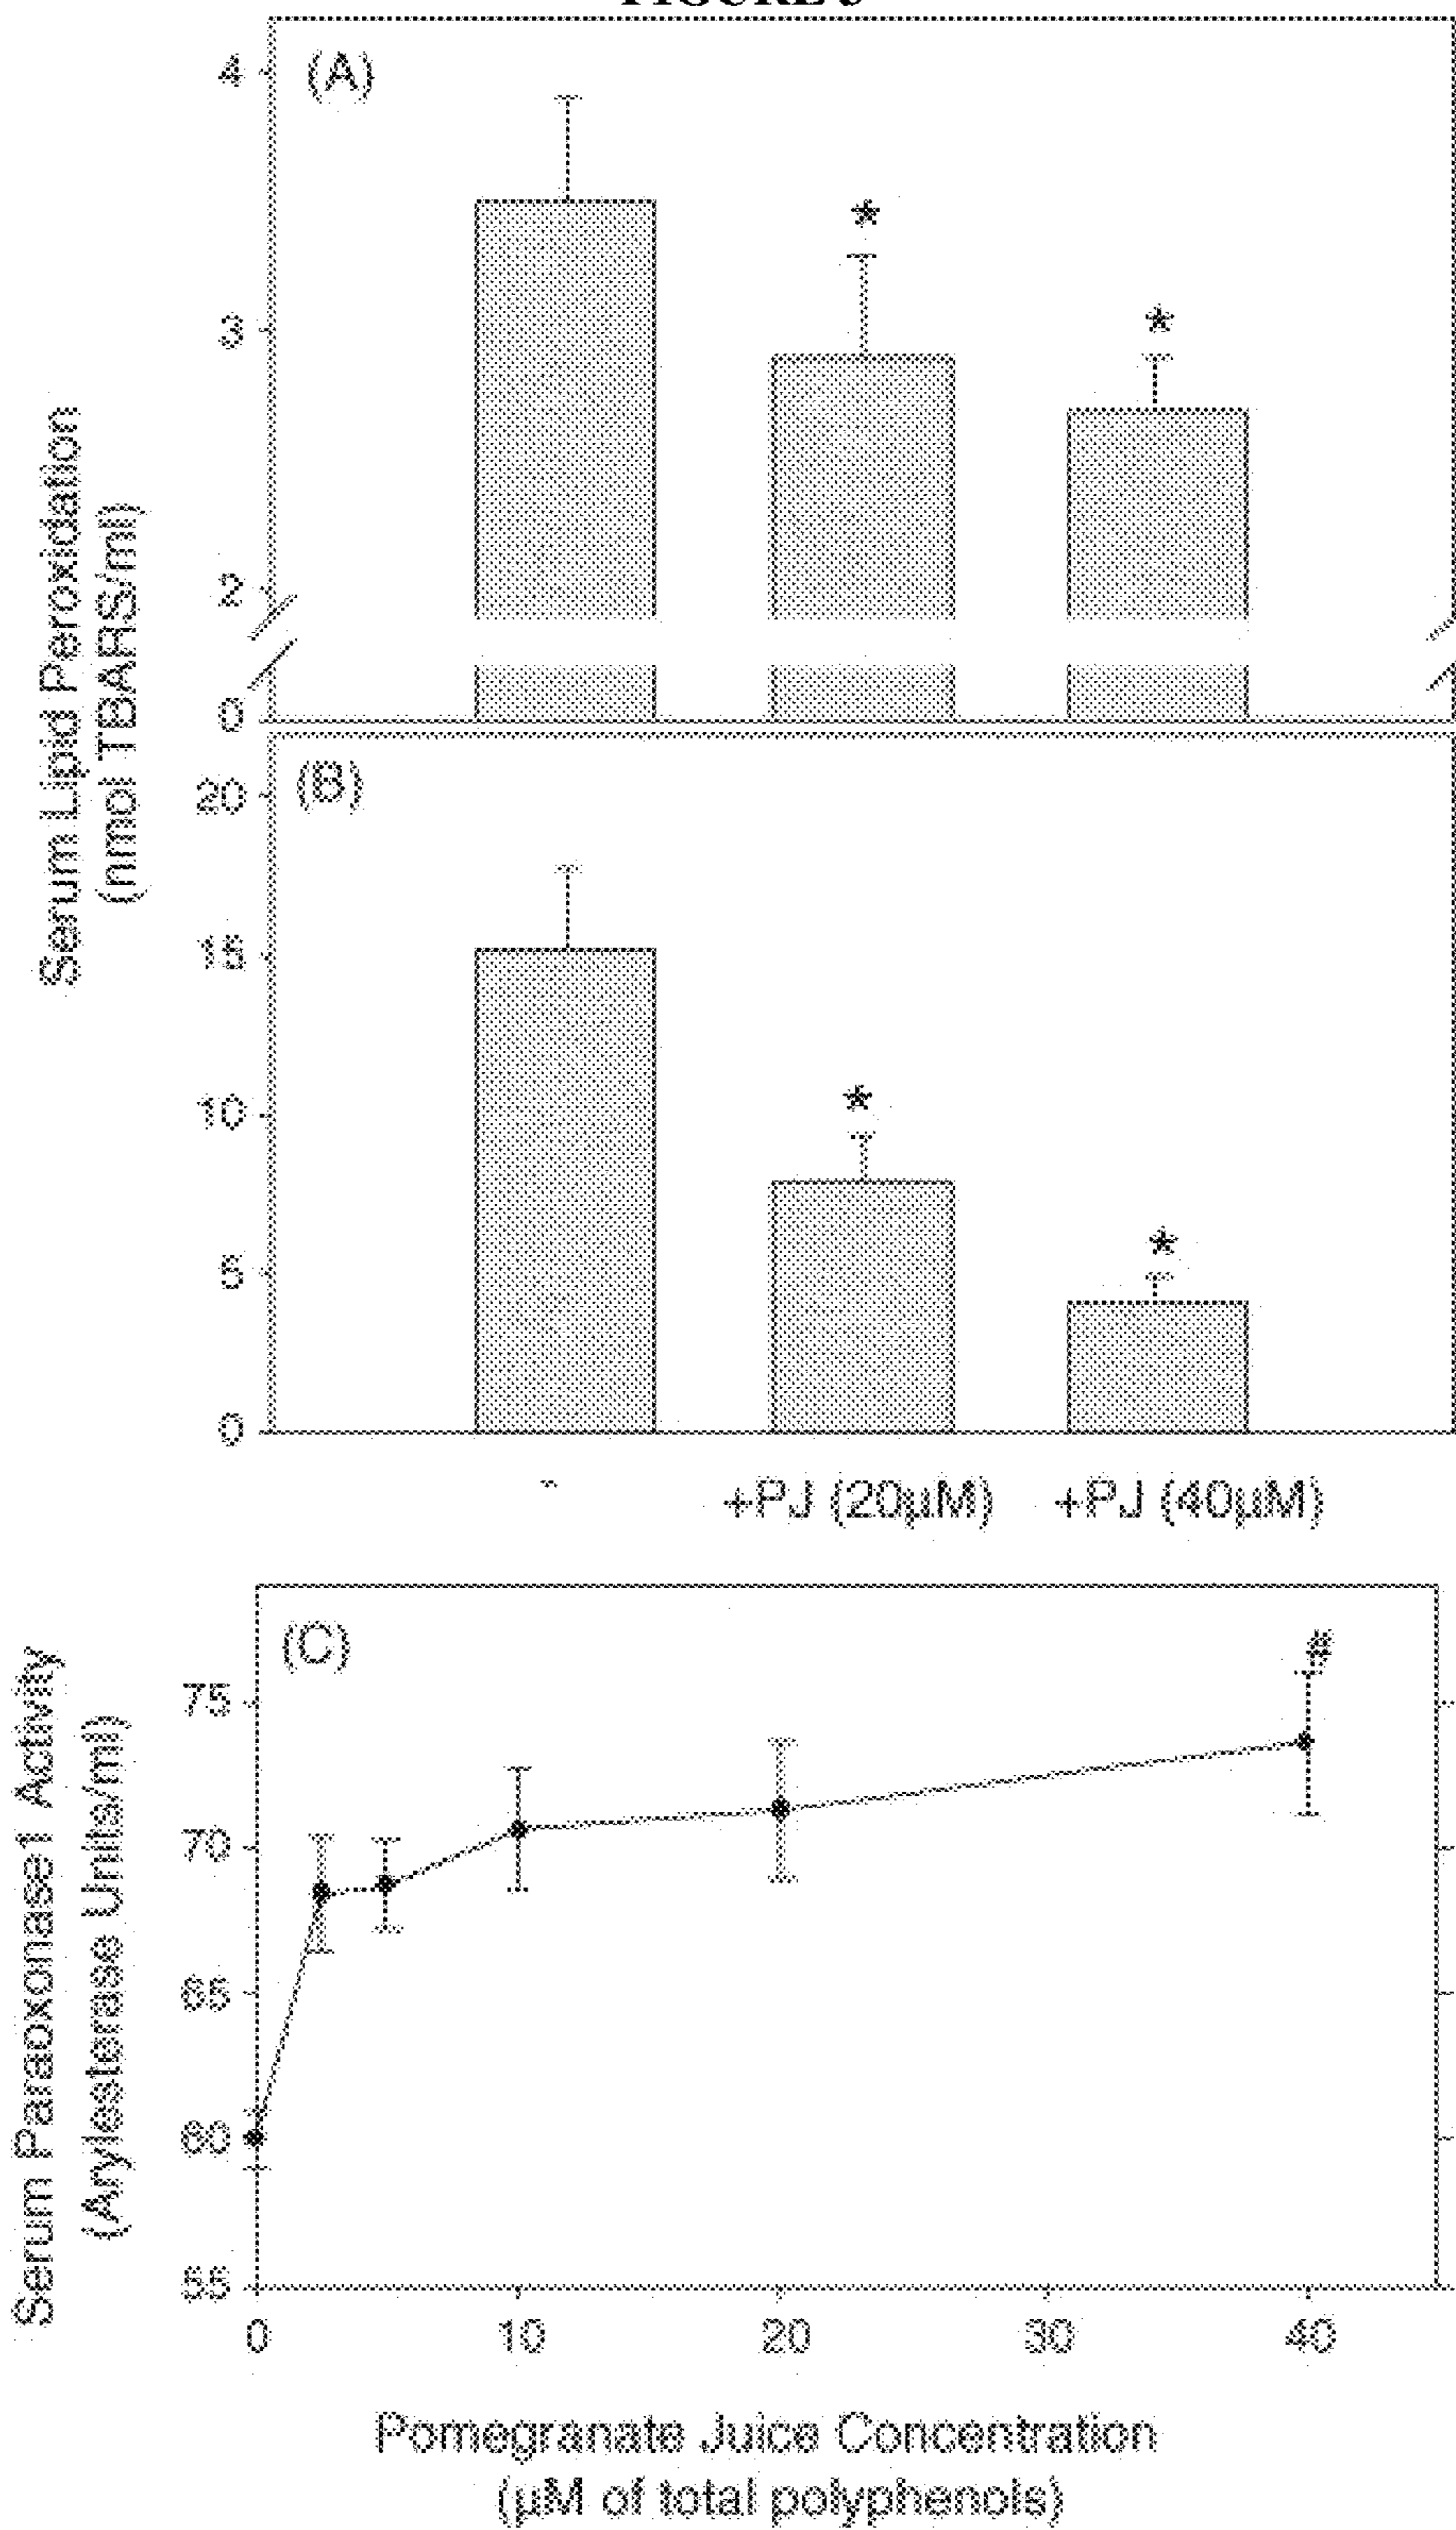 (A)
4
3
2
0
*
*
Serum Lipid Peroxidation
(nmol TBARS/ml)
(B)
20
15
10
5
0
*
*
-
+PJ (20µM)
+PJ (40µM)
(C)
#
75
70
65
60
55
Serum Paraoxonase1 Activity
(Arylesterase Units/ml)
0
10
20
30
40
Pomegranate Juice Concentration
(µM of total polyphenols)